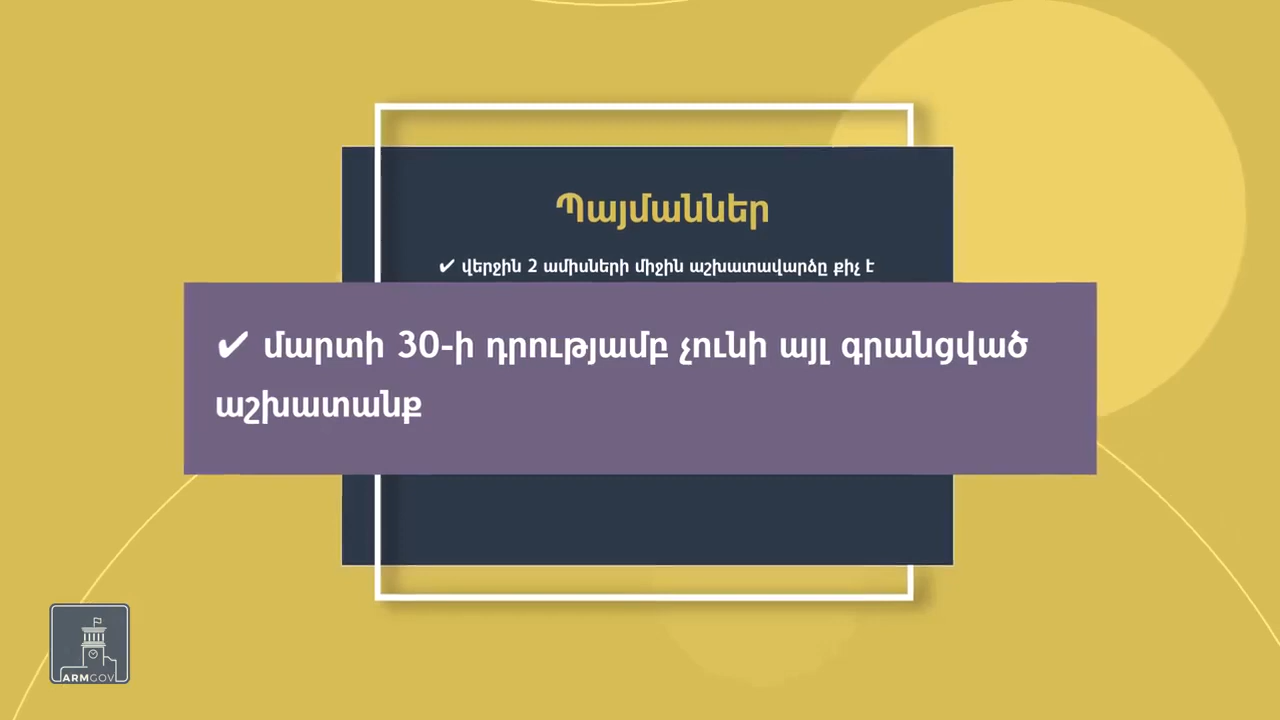 Պայմաններ
✔ վերջին 2 ամիսների միջին աշխատավարձը քիչ է
✔ մարտի 30-ի դրությամբ չունի այլ գրանցված
աշխատանք
ARMGOV